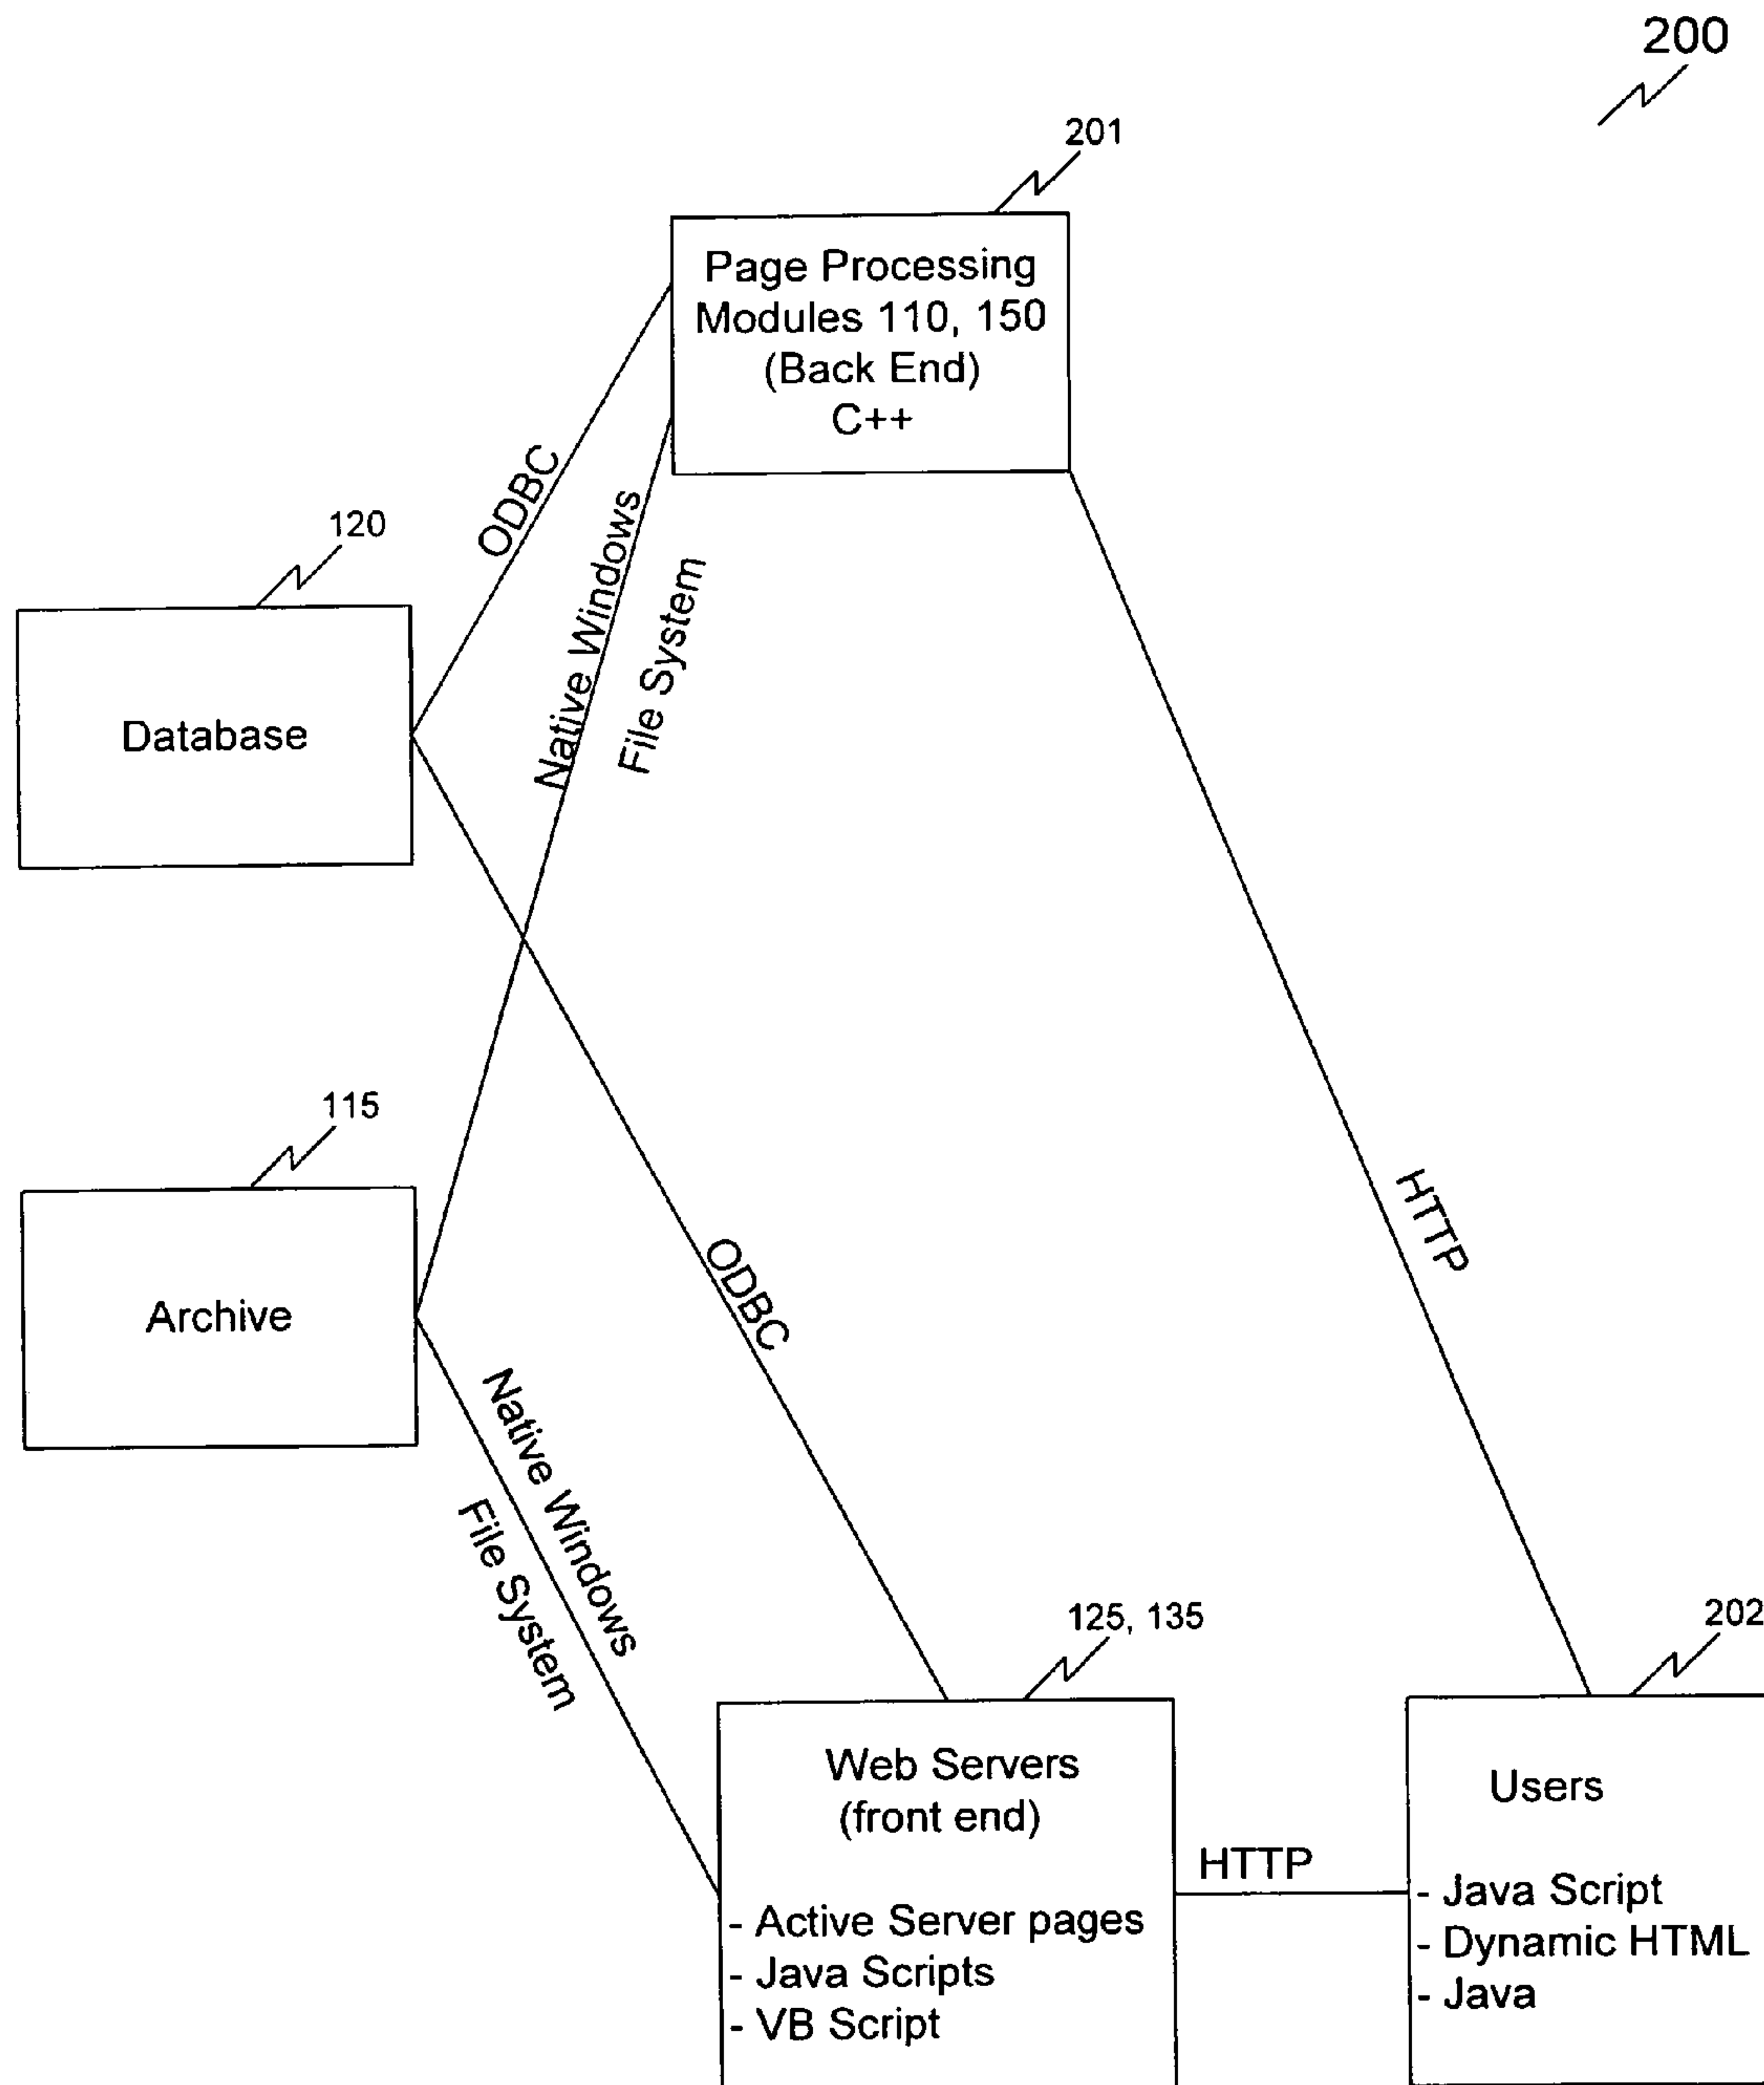 200
201
Page Processing
Modules 110, 150
(Back End)
C++
ODBC
Native Windows
File System
120
Database
115
Archive
ODBC
HTTP
Native Windows
File System
125, 135
Web Servers
(front end)
- Active Server pages
- Java Scripts
- VB Script
HTTP
202
Users
- Java Script
- Dynamic HTML
- Java